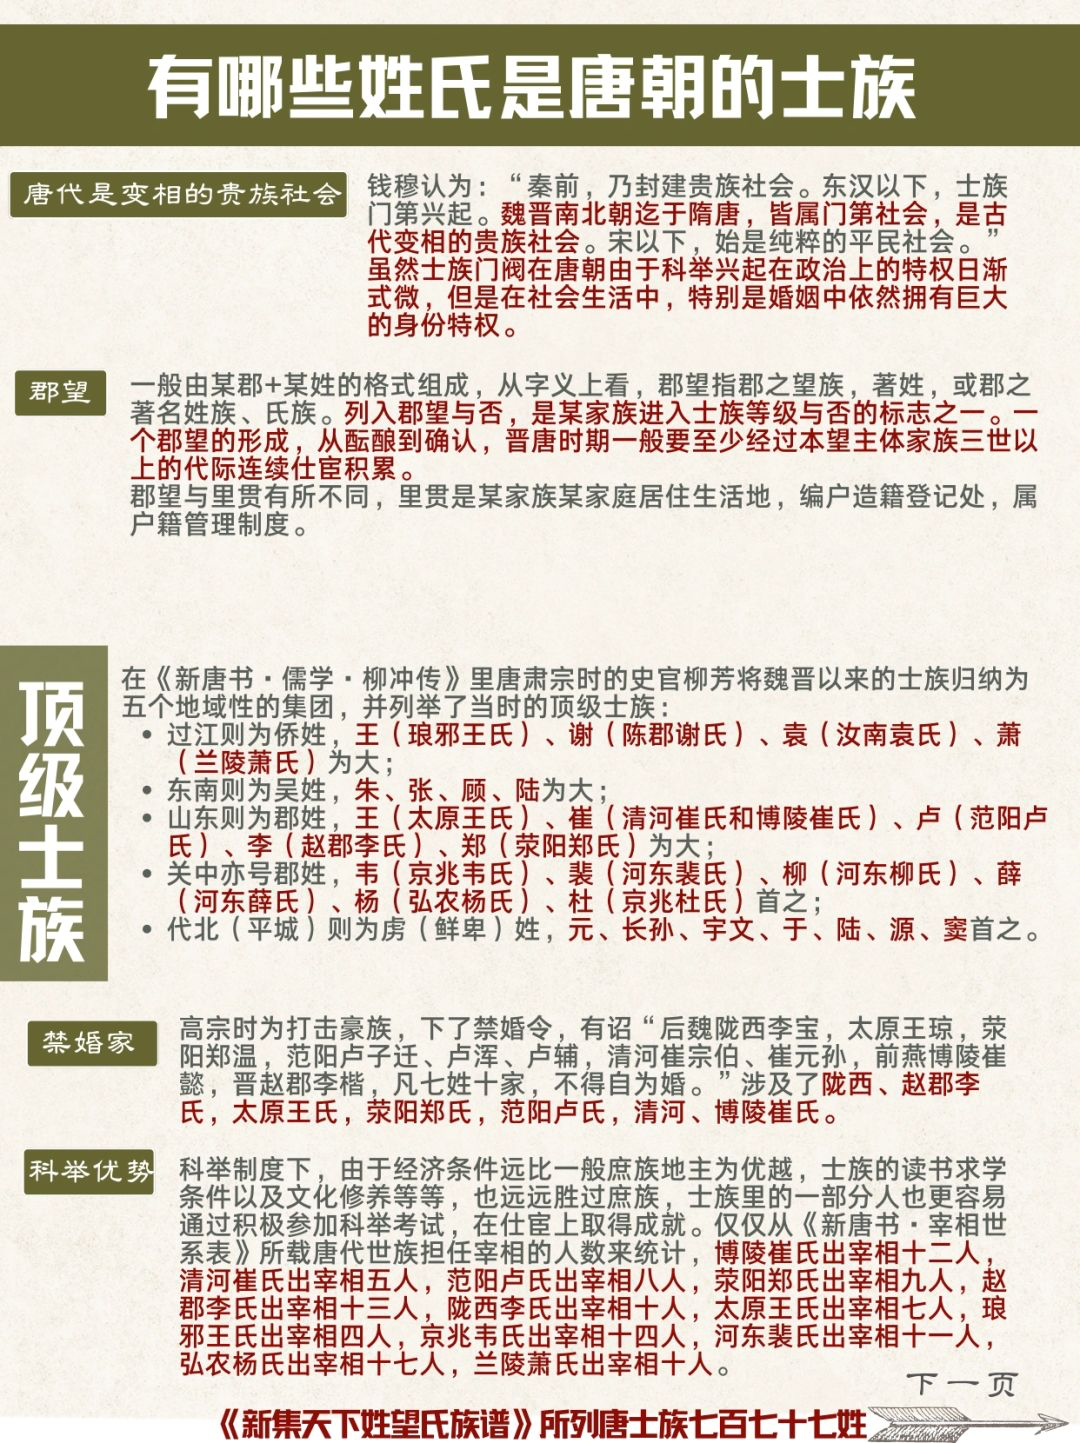 有哪些姓氏是唐朝的士族
唐代是变相的贵族社会
钱穆认为：“秦前，乃封建贵族社会。东汉以下，士族
门第兴起。魏晋南北朝迄于隋唐，皆属门第社会，是古
代变相的贵族社会。宋以下，始是纯粹的平民社会。”
虽然士族门阀在唐朝由于科举兴起在政治上的特权日渐
式微，但是在社会生活中，特别是婚姻中依然拥有巨大
的身份特权。
郡望
一般由某郡+某姓的格式组成，从字义上看，郡望指郡之望族，著姓，或郡之
著名姓族、氏族。列入郡望与否，是某家族进入士族等级与否的标志之一。一
个郡望的形成，从酝酿到确认，晋唐时期一般要至少经过本望主体家族三世以
上的代际连续仕宦积累。
郡望与里贯有所不同，里贯是某家族某家庭居住生活地，编户造籍登记处，属
户籍管理制度。
顶级士族
在《新唐书·儒学·柳冲传》里唐肃宗时的史官柳芳将魏晋以来的士族归纳为
五个地域性的集团，并列举了当时的顶级士族：
• 过江则为侨姓，王（琅邪王氏）、谢（陈郡谢氏）、袁（汝南袁氏）、萧
（兰陵萧氏）为大；
• 东南则为吴姓，朱、张、顾、陆为大；
• 山东则为郡姓，王（太原王氏）、崔（清河崔氏和博陵崔氏）、卢（范阳卢
氏）、李（赵郡李氏）、郑（荥阳郑氏）为大；
• 关中亦号郡姓，韦（京兆韦氏）、裴（河东裴氏）、柳（河东柳氏）、薛
（河东薛氏）、杨（弘农杨氏）、杜（京兆杜氏）首之；
• 代北（平城）则为虏（鲜卑）姓，元、长孙、宇文、于、陆、源、窦首之。
禁婚家
高宗时为打击豪族，下了禁婚令，有诏“后魏陇西李宝，太原王琼，荥
阳郑温，范阳卢子迁、卢浑、卢辅，清河崔宗伯、崔元孙，前燕博陵崔
懿，晋赵郡李楷，凡七姓十家，不得自为婚。”涉及了陇西、赵郡李
氏，太原王氏，荥阳郑氏，范阳卢氏，清河、博陵崔氏。
科举优势
科举制度下，由于经济条件远比一般庶族地主为优越，士族的读书求学
条件以及文化修养等等，也远远胜过庶族，士族里的一部分人也更容易
通过积极参加科举考试，在仕宦上取得成就。仅仅从《新唐书·宰相世
系表》所载唐代世族担任宰相的人数来统计，博陵崔氏出宰相十二人，
清河崔氏出宰相五人，范阳卢氏出宰相八人，荥阳郑氏出宰相九人，赵
郡李氏出宰相十三人，陇西李氏出宰相十人，太原王氏出宰相七人，琅
邪王氏出宰相四人，京兆韦氏出宰相十四人，河东裴氏出宰相十一人，
弘农杨氏出宰相十七人，兰陵萧氏出宰相十人。
下一页
《新集天下姓望氏族谱》所列唐士族七百七十七姓